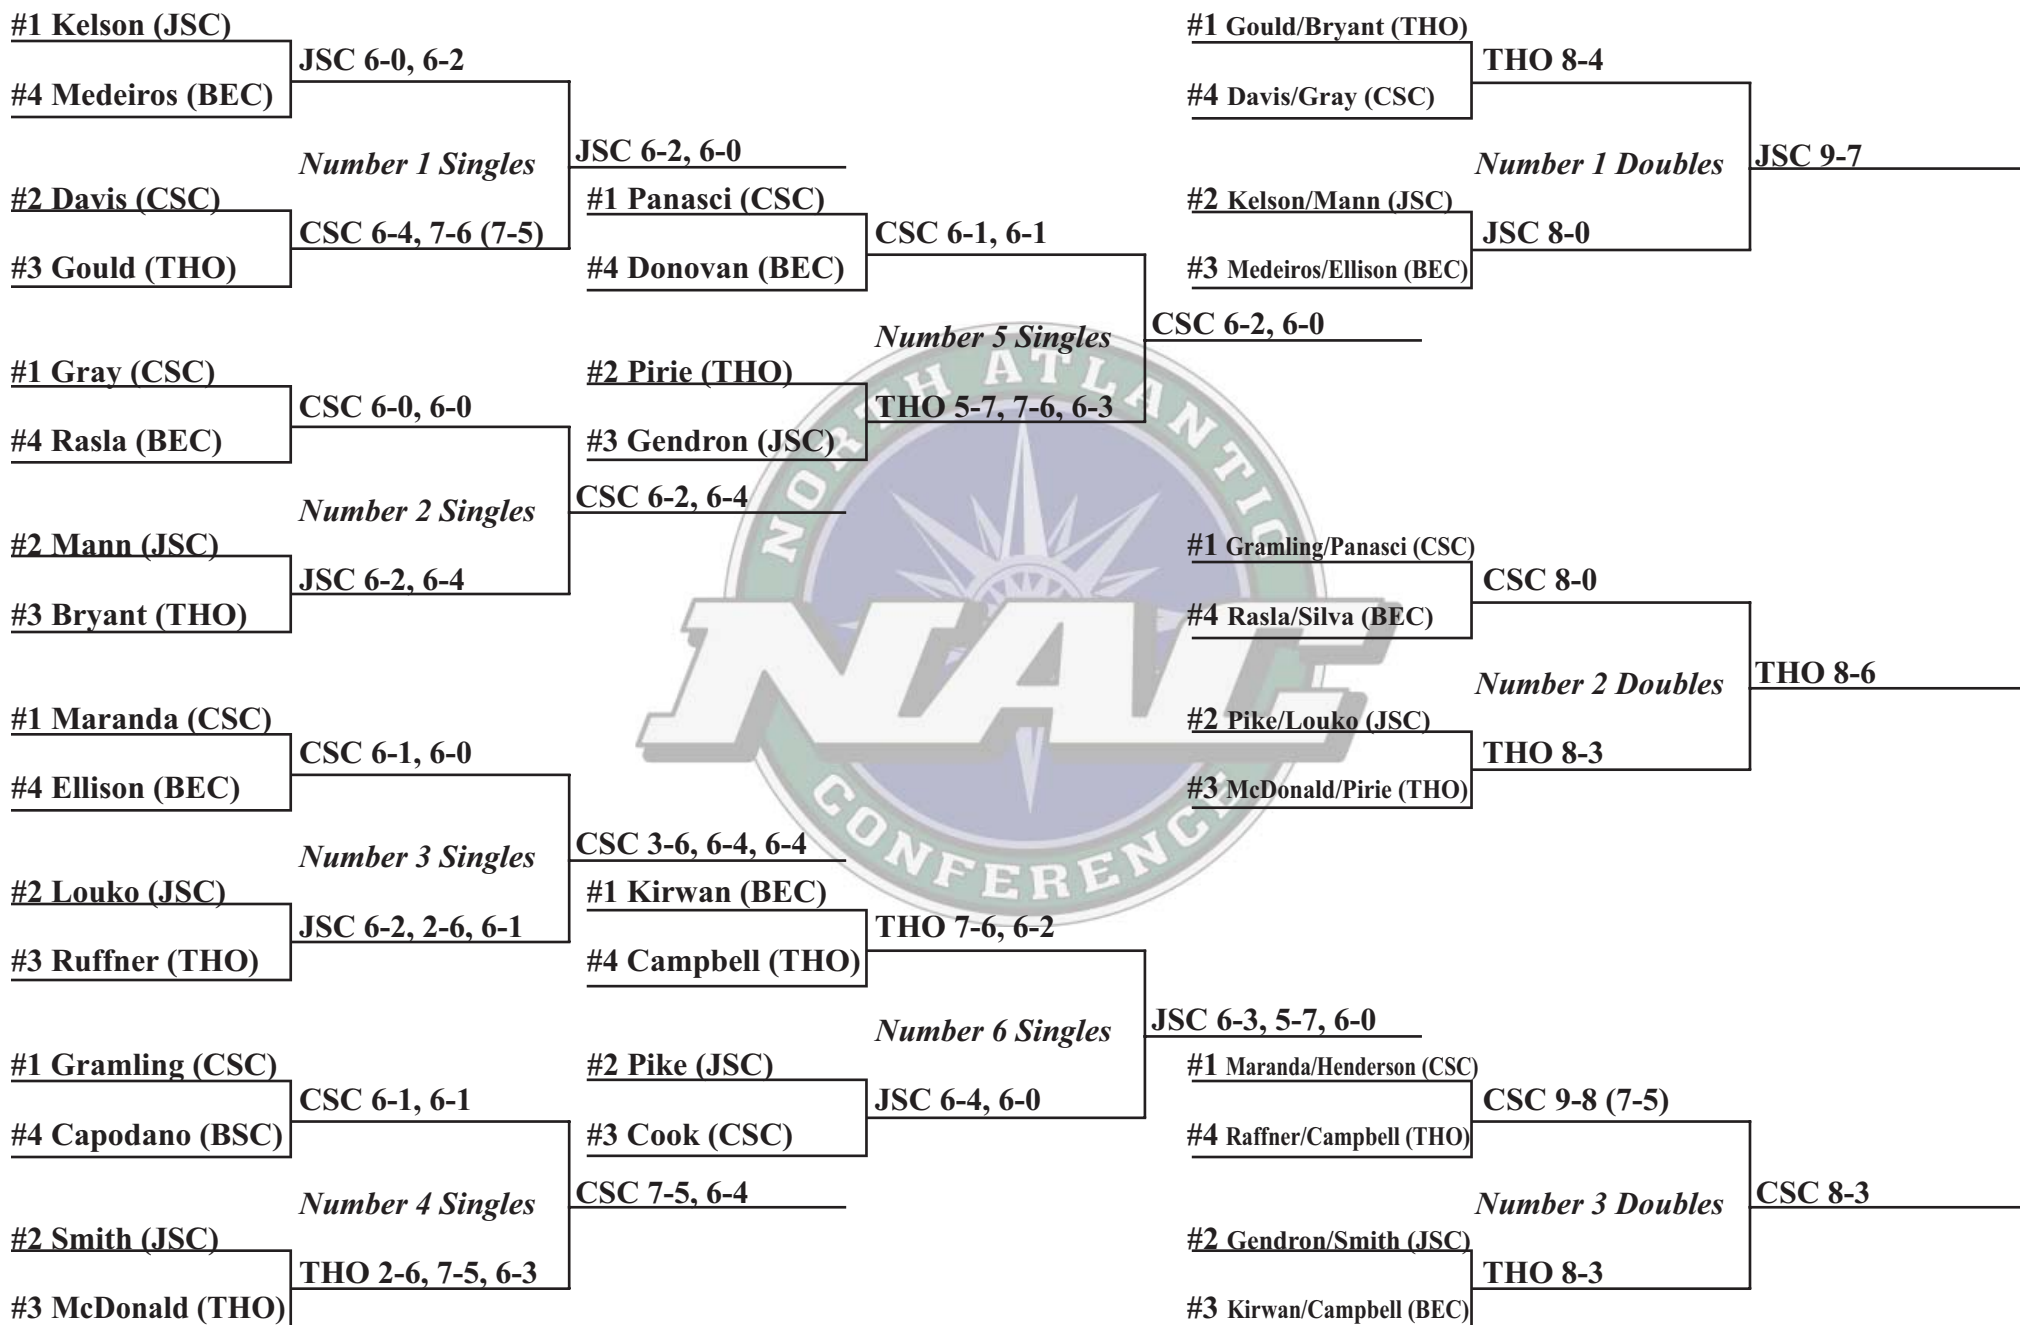 #1 Kelson (JSC)
JSC 6-0, 6-2
#4 Medeiros (BEC)
Number 1 Singles
JSC 6-2, 6-0
#2 Davis (CSC)
CSC 6-4, 7-6 (7-5)
#3 Gould (THO)
#1 Gray (CSC)
CSC 6-0, 6-0
#4 Rasla (BEC)
Number 2 Singles
CSC 6-2, 6-4
#2 Mann (JSC)
JSC 6-2, 6-4
#3 Bryant (THO)
#1 Maranda (CSC)
CSC 6-1, 6-0
#4 Ellison (BEC)
Number 3 Singles
CSC 3-6, 6-4, 6-4
#2 Louko (JSC)
JSC 6-2, 2-6, 6-1
#3 Ruffner (THO)
#1 Gramling (CSC)
CSC 6-1, 6-1
#4 Capodano (BSC)
Number 4 Singles
CSC 7-5, 6-4
#2 Smith (JSC)
THO 2-6, 7-5, 6-3
#3 McDonald (THO)
#1 Panasci (CSC)
CSC 6-1, 6-1
#4 Donovan (BEC)
Number 5 Singles
CSC 6-2, 6-0
#2 Pirie (THO)
THO 5-7, 7-6, 6-3
#3 Gendron (JSC)
#1 Kirwan (BEC)
THO 7-6, 6-2
#4 Campbell (THO)
Number 6 Singles
JSC 6-3, 5-7, 6-0
#2 Pike (JSC)
JSC 6-4, 6-0
#3 Cook (CSC)
NORTH ATLANTIC
NAC
CONFERENCE
#1 Gould/Bryant (THO)
THO 8-4
#4 Davis/Gray (CSC)
Number 1 Doubles
JSC 9-7
#2 Kelson/Mann (JSC)
JSC 8-0
#3 Medeiros/Ellison (BEC)
#1 Gramling/Panasci (CSC)
CSC 8-0
#4 Rasla/Silva (BEC)
Number 2 Doubles
THO 8-6
#2 Pike/Louko (JSC)
THO 8-3
#3 McDonald/Pirie (THO)
#1 Maranda/Henderson (CSC)
CSC 9-8 (7-5)
#4 Raffner/Campbell (THO)
Number 3 Doubles
CSC 8-3
#2 Gendron/Smith (JSC)
THO 8-3
#3 Kirwan/Campbell (BEC)